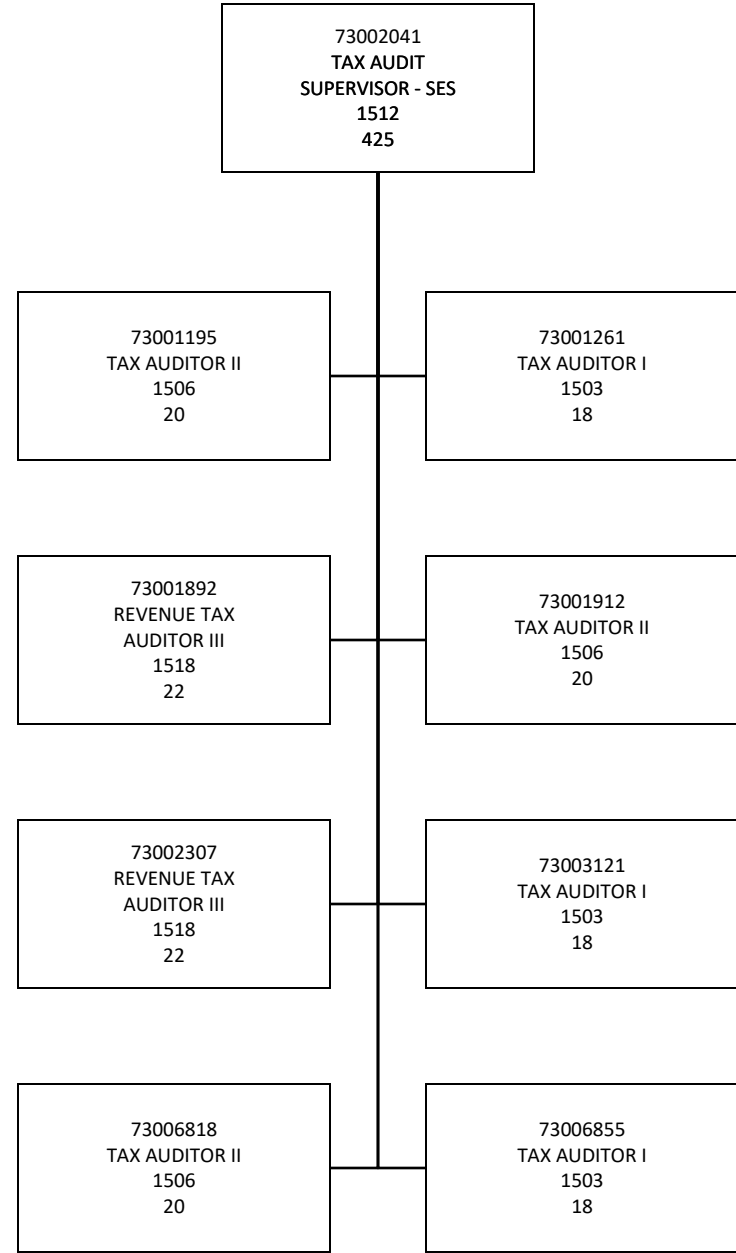 73002041
TAX AUDIT
SUPERVISOR - SES
1512
425
73001195
TAX AUDITOR II
1506
20
73001261
TAX AUDITOR I
1503
18
73001892
REVENUE TAX
AUDITOR III
1518
22
73001912
TAX AUDITOR II
1506
20
73002307
REVENUE TAX
AUDITOR III
1518
22
73003121
TAX AUDITOR I
1503
18
73006818
TAX AUDITOR II
1506
20
73006855
TAX AUDITOR I
1503
18